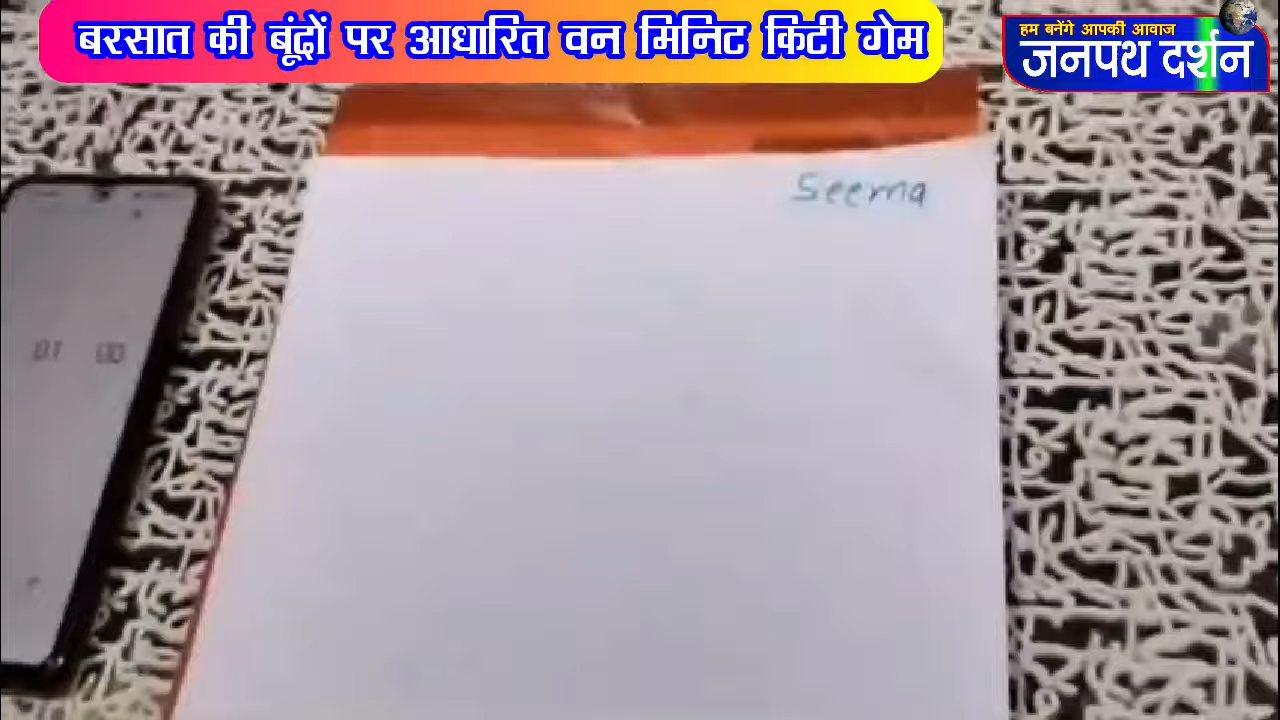 बरसात की बूंदों पर आधारित वन मिनिट किटी गेम
हम बनेंगे आपकी आवाज
जनपथ दर्शन
Seema
01 00